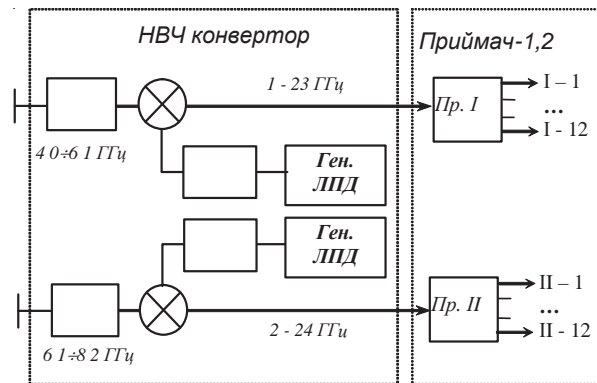 НВЧ конвертор
Приймач-1,2
1 - 23 ГГц
Пр. I
I – 1
...
I - 12
4 0÷6 1 ГГц
Ген.
ЛПД
Ген.
ЛПД
6 1÷8 2 ГГц
2 - 24 ГГц
Пр. II
II – 1
...
II - 12